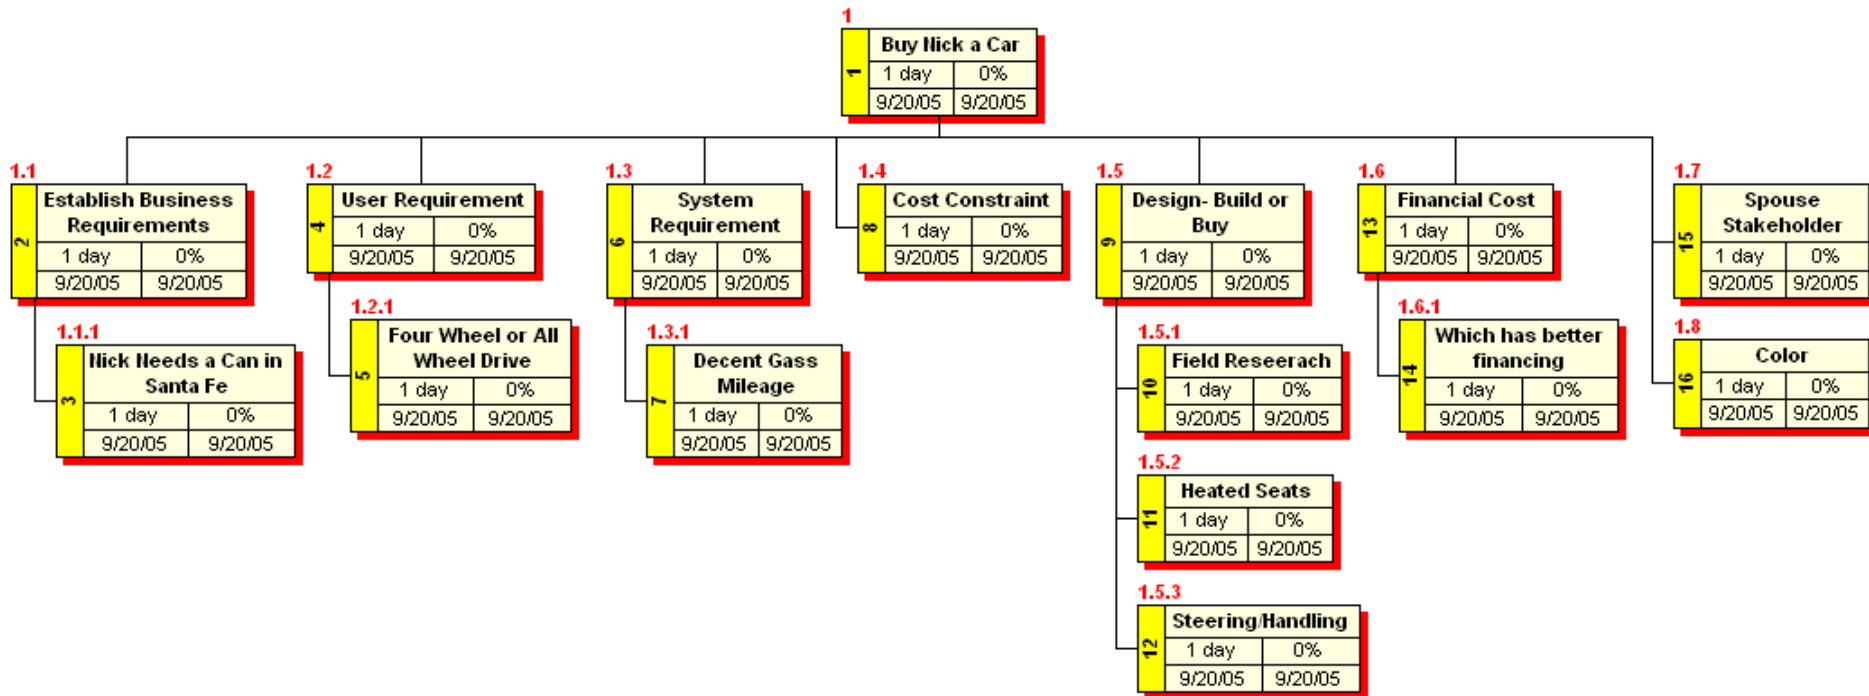 1
1
Buy Nick a Car
1 day 0%
9/20/05 9/20/05
1.1
2
Establish Business
Requirements
1 day 0%
9/20/05 9/20/05
1.1.1
3
Nick Needs a Can in
Santa Fe
1 day 0%
9/20/05 9/20/05
1.2
4
User Requirement
1 day 0%
9/20/05 9/20/05
1.2.1
5
Four Wheel or All
Wheel Drive
1 day 0%
9/20/05 9/20/05
1.3
6
System
Requirement
1 day 0%
9/20/05 9/20/05
1.3.1
7
Decent Gass
Mileage
1 day 0%
9/20/05 9/20/05
1.4
8
Cost Constraint
1 day 0%
9/20/05 9/20/05
1.5
9
Design- Build or
Buy
1 day 0%
9/20/05 9/20/05
1.5.1
10
Field Reseerach
1 day 0%
9/20/05 9/20/05
1.5.2
11
Heated Seats
1 day 0%
9/20/05 9/20/05
1.5.3
12
Steering/Handling
1 day 0%
9/20/05 9/20/05
1.6
13
Financial Cost
1 day 0%
9/20/05 9/20/05
1.6.1
14
Which has better
financing
1 day 0%
9/20/05 9/20/05
1.7
15
Spouse
Stakeholder
1 day 0%
9/20/05 9/20/05
1.8
16
Color
1 day 0%
9/20/05 9/20/05